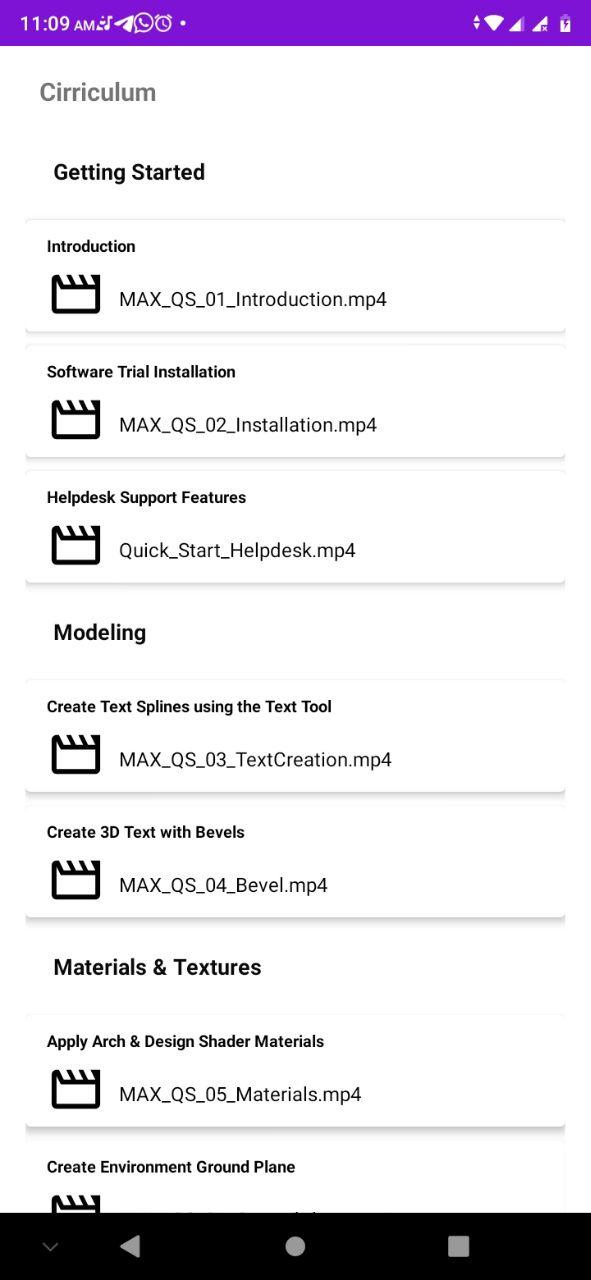 11:09 AM
Cirriculum
Getting Started
Introduction
MAX_QS_01_Introduction.mp4
Software Trial Installation
MAX_QS_02_Installation.mp4
Helpdesk Support Features
Quick_Start_Helpdesk.mp4
Modeling
Create Text Splines using the Text Tool
MAX_QS_03_TextCreation.mp4
Create 3D Text with Bevels
MAX_QS_04_Bevel.mp4
Materials & Textures
Apply Arch & Design Shader Materials
MAX_QS_05_Materials.mp4
Create Environment Ground Plane